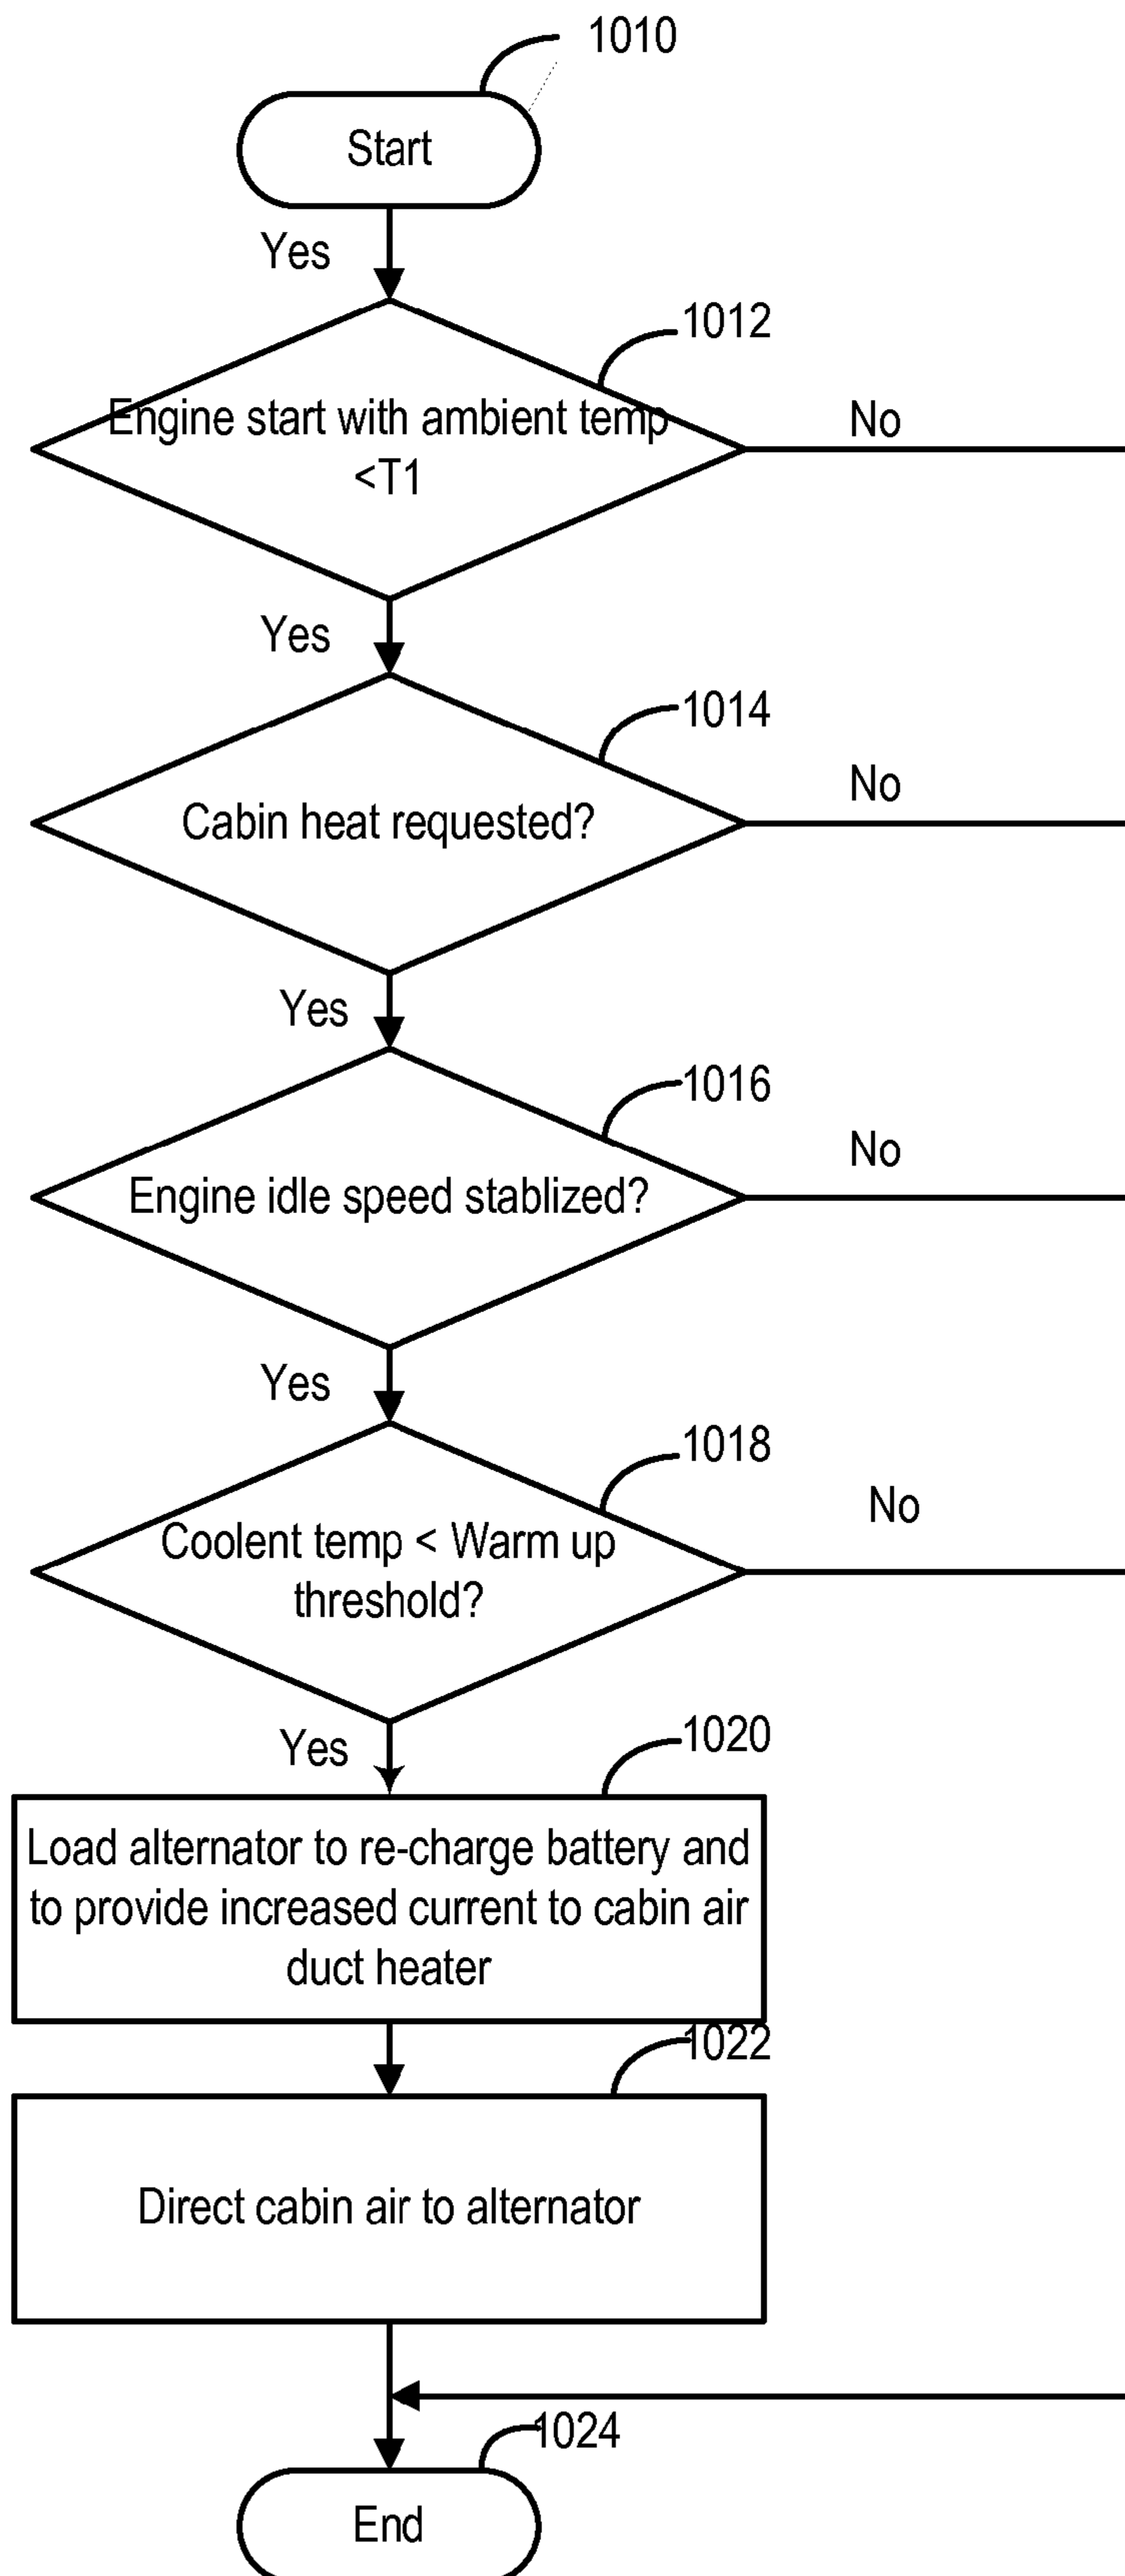 1010
Start
Yes
1012
Engine start with ambient temp
<T1
No
Yes
1014
Cabin heat requested?
No
Yes
1016
Engine idle speed stablized?
No
Yes
1018
Coolent temp < Warm up
threshold?
No
Yes
1020
Load alternator to re-charge battery and
to provide increased current to cabin air
duct heater
1022
Direct cabin air to alternator
1024
End